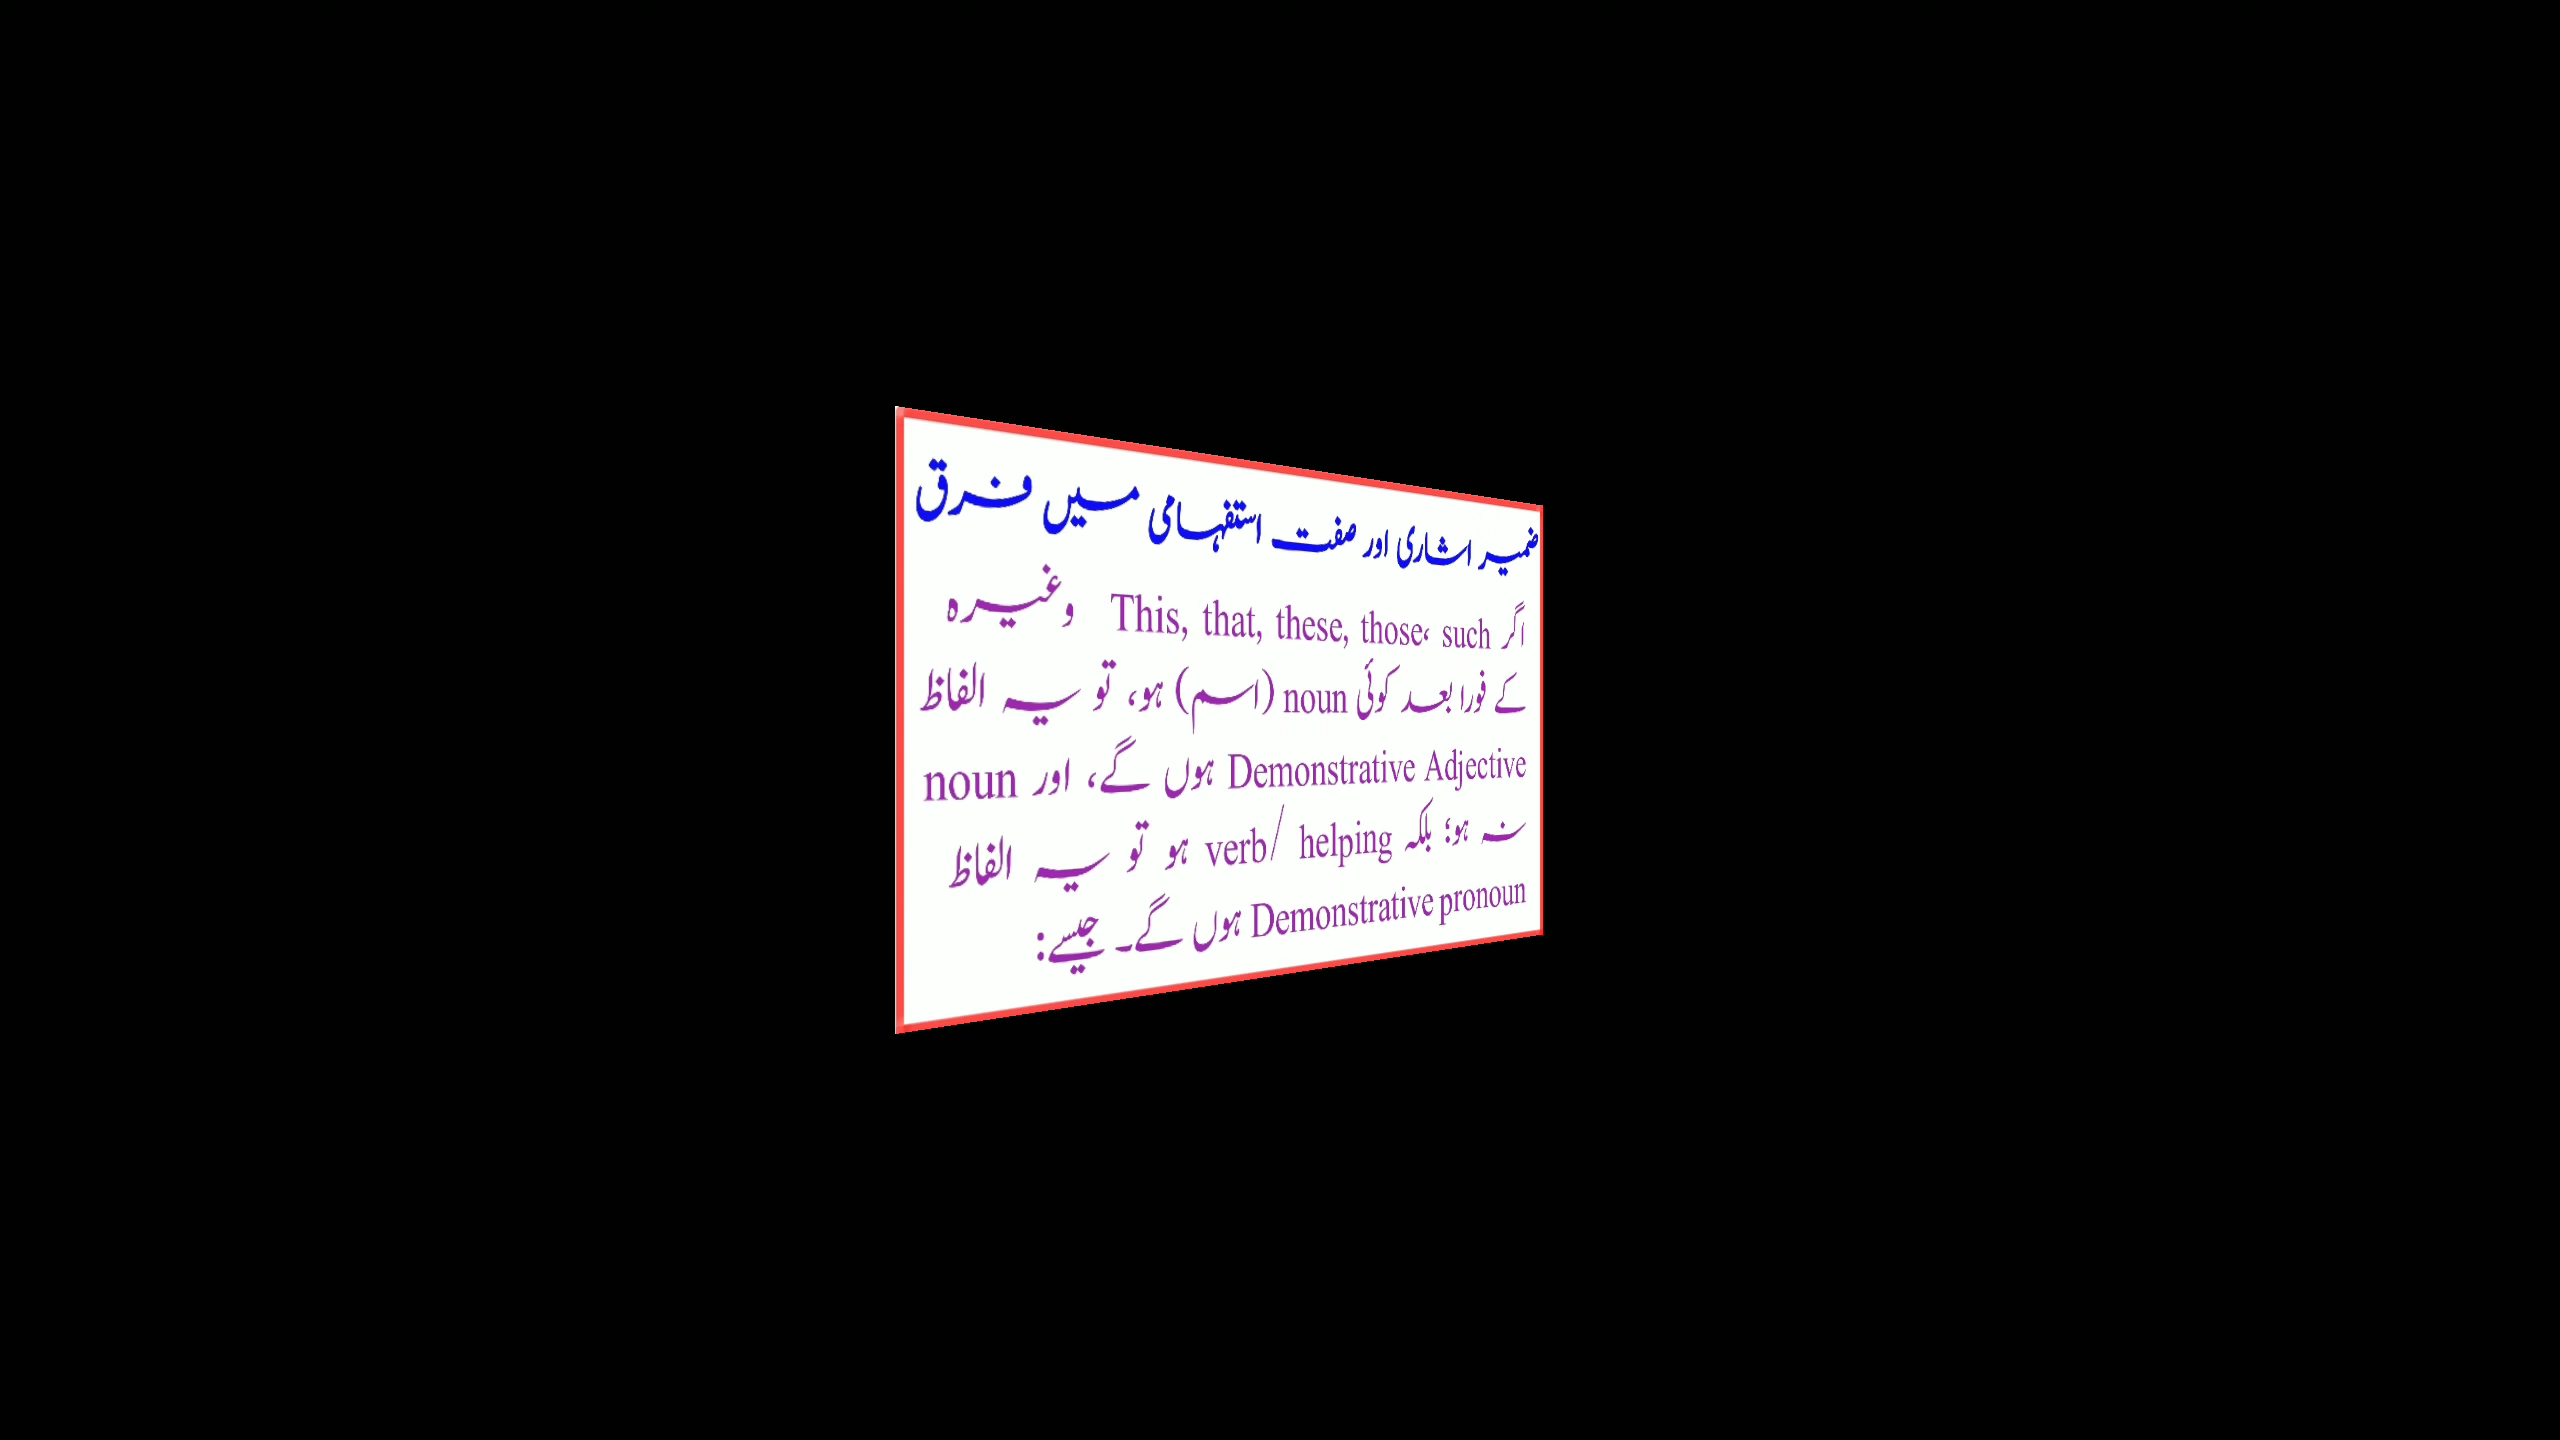 ضمیر اشاری اور صفت استفہامی میں فرق
اگر This, that, these, those، such وغیرہ
کے فورا بعد کوئی noun (اسم) ہو، تو یہ الفاظ
Demonstrative Adjective ہوں گے، اور noun
نہ ہو؛ بلکہ verb/ helping ہو تو یہ الفاظ
Demonstrative pronoun ہوں گے۔ جیسے: